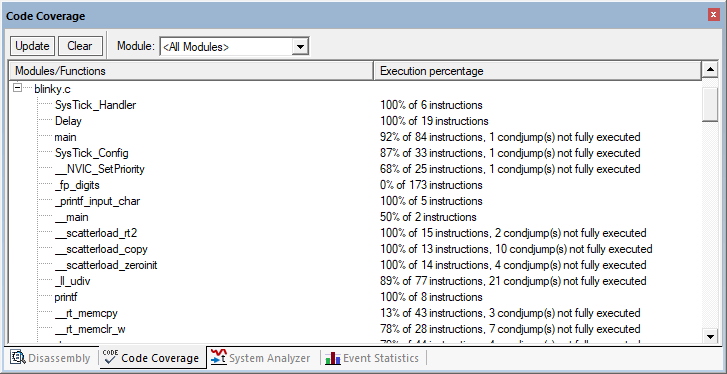 Code Coverage
Update Clear Module: <All Modules>
Modules/Functions Execution percentage
blinky.c
SysTick_Handler 100% of 6 instructions
Delay 100% of 19 instructions
main 92% of 84 instructions, 1 condjump(s) not fully executed
SysTick_Config 87% of 33 instructions, 1 condjump(s) not fully executed
__NVIC_SetPriority 68% of 25 instructions, 1 condjump(s) not fully executed
_fp_digits 0% of 173 instructions
_printf_input_char 100% of 5 instructions
__main 50% of 2 instructions
__scatterload_rt2 100% of 15 instructions, 2 condjump(s) not fully executed
__scatterload_copy 100% of 13 instructions, 10 condjump(s) not fully executed
__scatterload_zeroinit 100% of 14 instructions, 4 condjump(s) not fully executed
_ll_udiv 89% of 77 instructions, 21 condjump(s) not fully executed
printf 100% of 8 instructions
__rt_memcpy 13% of 43 instructions, 3 condjump(s) not fully executed
__rt_memclr_w 78% of 28 instructions, 7 condjump(s) not fully executed
Disassembly CODE Code Coverage System Analyzer Event Statistics